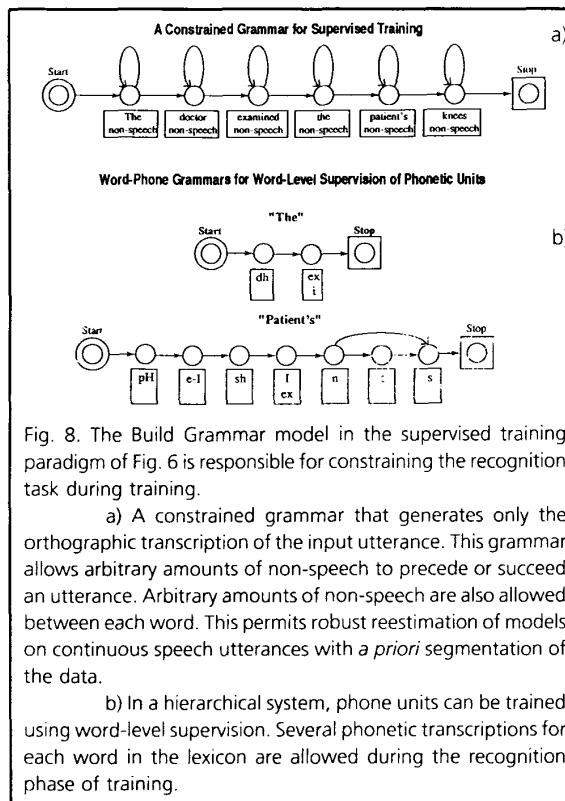 A Constrained Grammar for Supervised Training
a)
Start
Stop
The doctor examined the patient's knees
non-speech non-speech non-speech non-speech non-speech non-speech
Word-Phone Grammars for Word-Level Supervision of Phonetic Units
"The"
b)
Start
Stop
dh ex
i
"Patient's"
Start
Stop
pH e-I sh I n s
ex
Fig. 8. The Build Grammar model in the supervised training
paradigm of Fig. 6 is responsible for constraining the recognition
task during training.
a) A constrained grammar that generates only the
orthographic transcription of the input utterance. This grammar
allows arbitrary amounts of non-speech to precede or succeed
an utterance. Arbitrary amounts of non-speech are also allowed
between each word. This permits robust reestimation of models
on continuous speech utterances with a priori segmentation of
the data.
b) In a hierarchical system, phone units can be trained
using word-level supervision. Several phonetic transcriptions for
each word in the lexicon are allowed during the recognition
phase of training.